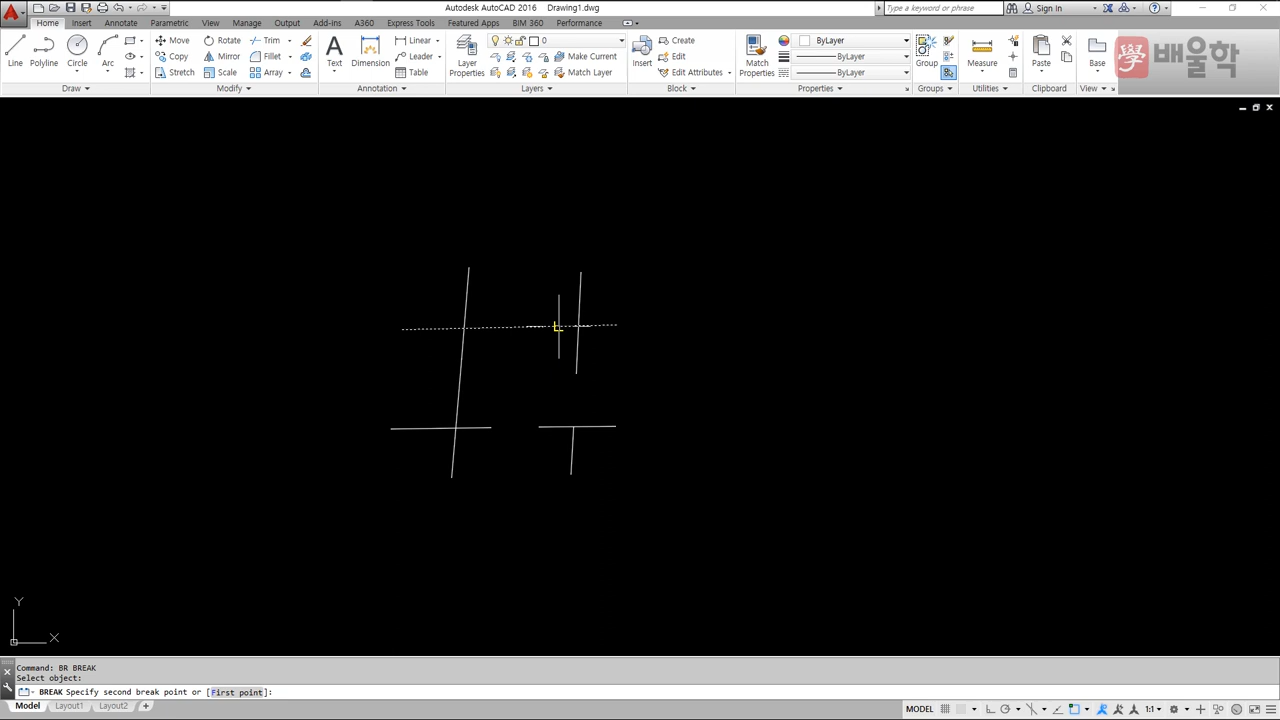 Autodesk AutoCAD 2016 Drawing1.dwg Type a keyword or phrase Sign In
Home Insert Annotate Parametric View Manage Output Add-ins A360 Express Tools Featured Apps BIM 360 Performance
Line Polyline Circle Arc
Move Rotate Trim
Copy Mirror Fillet
Stretch Scale Array
Text Dimension
Linear
Leader
Table
Layer Properties
0
Make Current
Match Layer
Insert
Create
Edit
Edit Attributes
Match Properties
ByLayer
ByLayer
ByLayer
Group
Measure
Paste
Base
學 배울학
Draw Modify Annotation Layers Block Properties Groups Utilities Clipboard View
Y
X
Command: BR BREAK
Select object:
BREAK Specify second break point or [First point]:
Model Layout1 Layout2 + MODEL 1:1